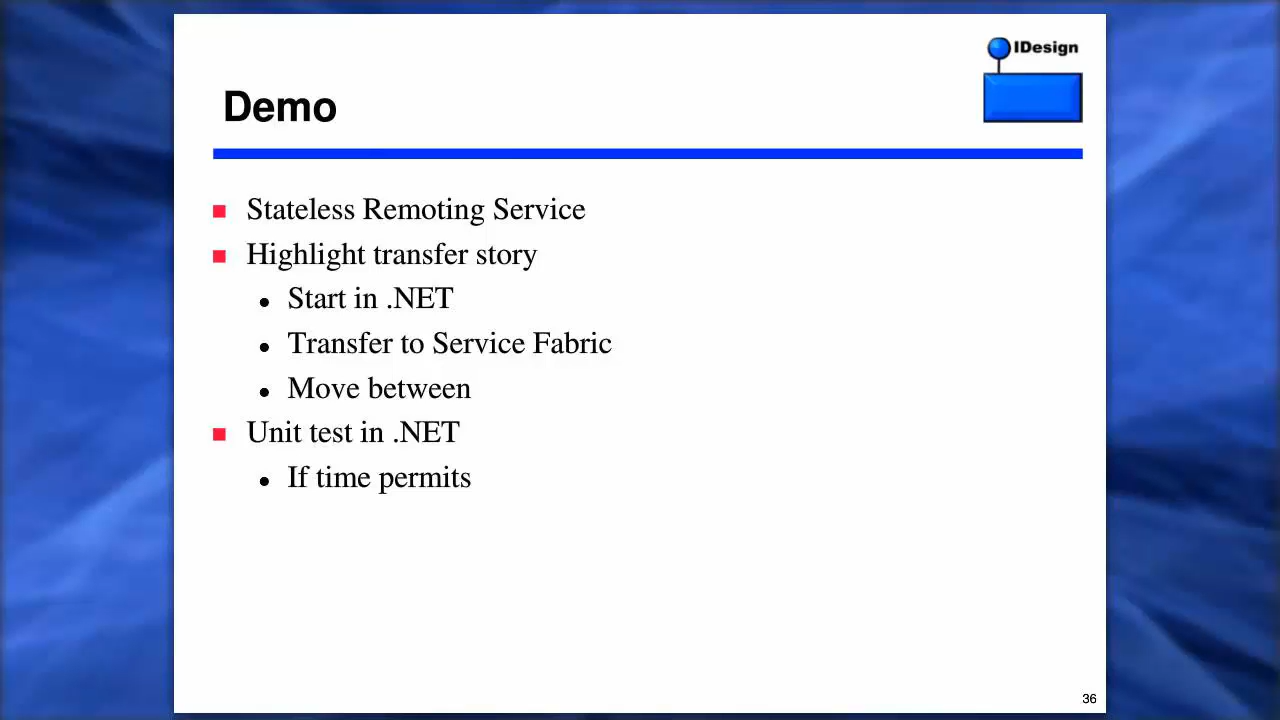 IDesign
Demo
Stateless Remoting Service
Highlight transfer story
Start in .NET
Transfer to Service Fabric
Move between
Unit test in .NET
If time permits
36